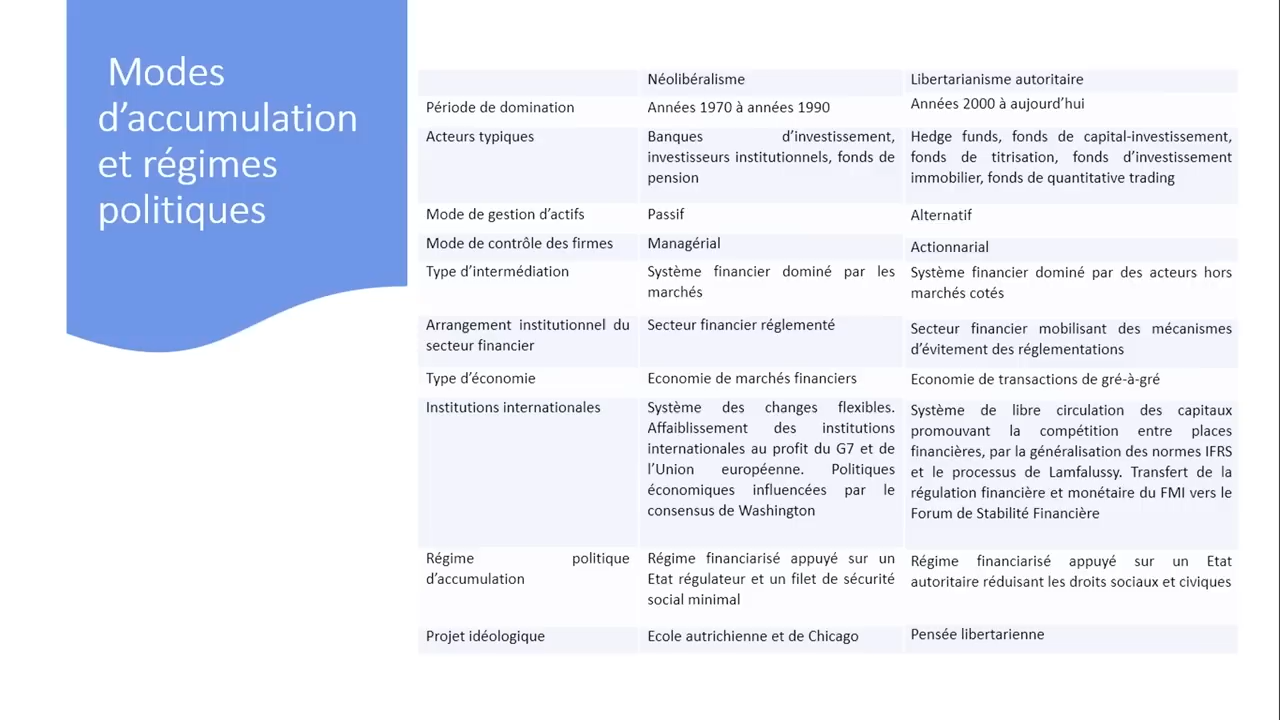 Modes
d'accumulation
et régimes
politiques
Néolibéralisme
Libertarianisme autoritaire
Période de domination
Années 1970 à années 1990
Années 2000 à aujourd'hui
Acteurs typiques
Banques d'investissement,
investisseurs institutionnels, fonds de
pension
Hedge funds, fonds de capital-investissement,
fonds de titrisation, fonds d'investissement
immobilier, fonds de quantitative trading
Mode de gestion d'actifs
Passif
Alternatif
Mode de contrôle des firmes
Managérial
Actionnarial
Type d'intermédiation
Système financier dominé par les
marchés
Système financier dominé par des acteurs hors
marchés cotés
Arrangement institutionnel du
secteur financier
Secteur financier réglementé
Secteur financier mobilisant des mécanismes
d'évitement des réglementations
Type d'économie
Economie de marchés financiers
Economie de transactions de gré-à-gré
Institutions internationales
Système des changes flexibles.
Affaiblissement des institutions
internationales au profit du G7 et de
l'Union européenne. Politiques
économiques influencées par le
consensus de Washington
Système de libre circulation des capitaux
promouvant la compétition entre places
financières, par la généralisation des normes IFRS
et le processus de Lamfalussy. Transfert de la
régulation financière et monétaire du FMI vers le
Forum de Stabilité Financière
Régime politique
d'accumulation
Régime financiarisé appuyé sur un
Etat régulateur et un filet de sécurité
social minimal
Régime financiarisé appuyé sur un Etat
autoritaire réduisant les droits sociaux et civiques
Projet idéologique
Ecole autrichienne et de Chicago
Pensée libertarienne